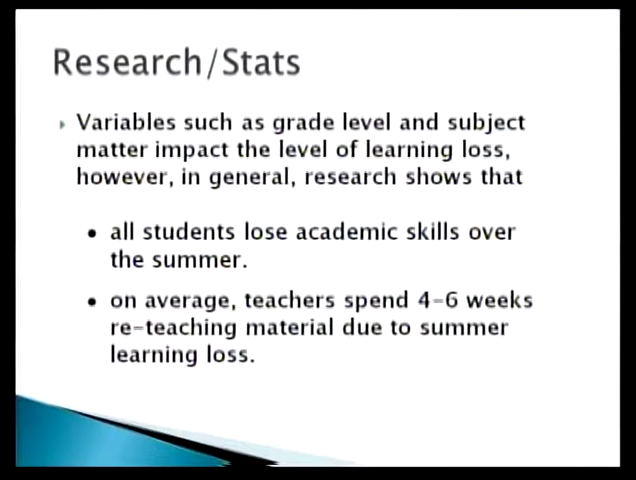 Research/Stats
Variables such as grade level and subject
matter impact the level of learning loss,
however, in general, research shows that
• all students lose academic skills over
the summer.
• on average, teachers spend 4-6 weeks
re-teaching material due to summer
learning loss.